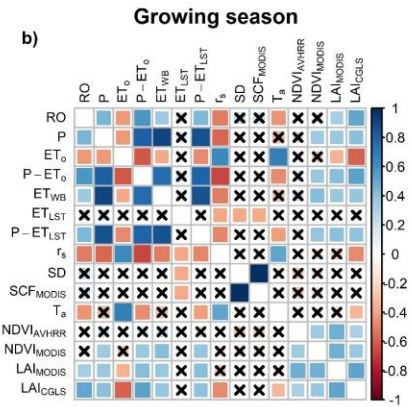 Growing season
b)
RO
P
ETo
P−ETo
ETWB
ETLST
P−ETLST
rs
SD
SCFMODIS
Ta
NDVIAVHRR
NDVIMODIS
LAIMODIS
LAICGLS
RO
P
ETo
P−ETo
ETWB
ETLST
P−ETLST
rs
SD
SCFMODIS
Ta
NDVIAVHRR
NDVIMODIS
LAIMODIS
LAICGLS
1
0.8
0.6
0.4
0.2
0
-0.2
-0.4
-0.6
-0.8
-1